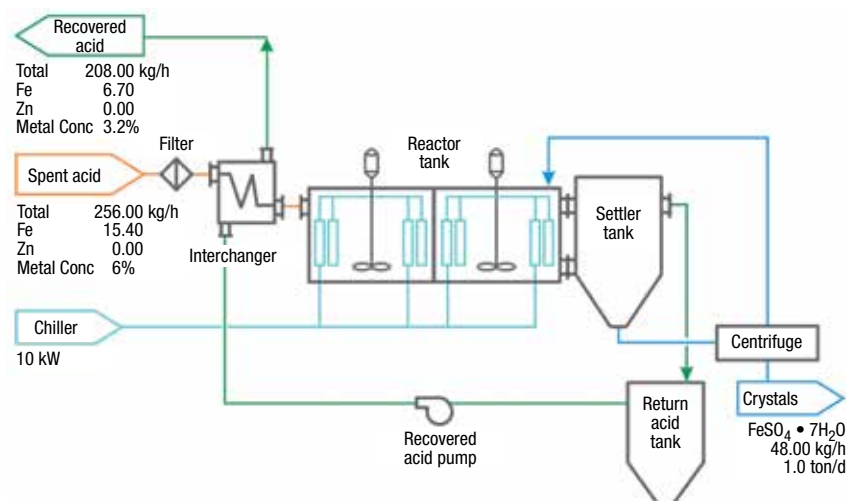 Recovered
acid
Total 208.00 kg/h
Fe 6.70
Zn 0.00
Metal Conc 3.2%
Filter
Reactor
tank
Spent acid
Settler
tank
Total 256.00 kg/h
Fe 15.40
Zn 0.00
Metal Conc 6%
Interchanger
Chiller
10 kW
Centrifuge
Crystals
FeSO₄ • 7H₂O
48.00 kg/h
1.0 ton/d
Return
acid
tank
Recovered
acid pump